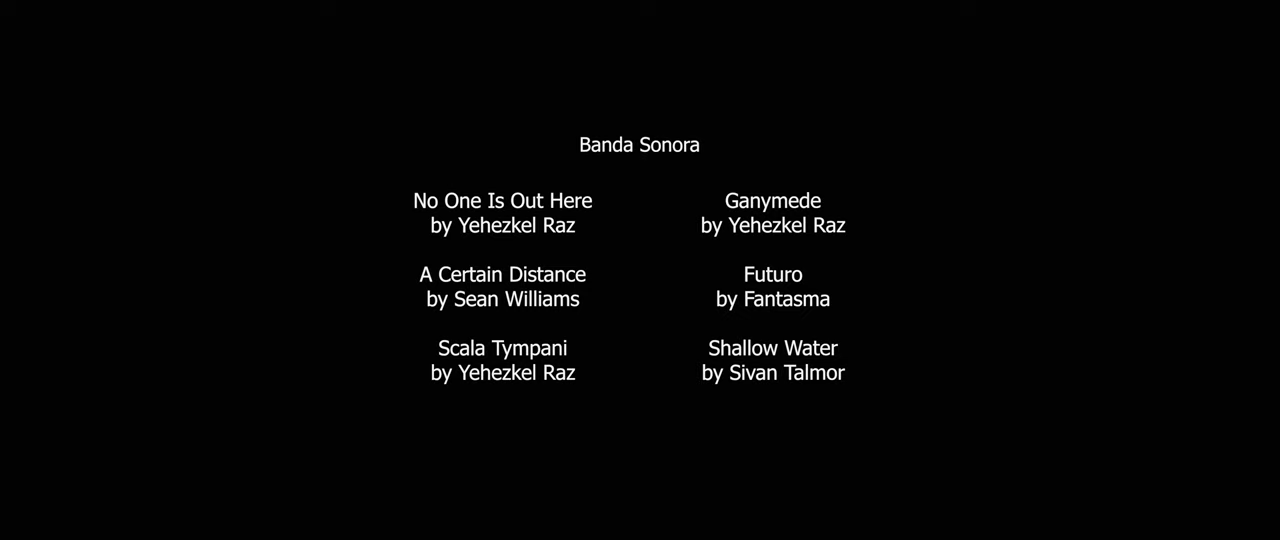 Banda Sonora
No One Is Out Here
by Yehezkel Raz
A Certain Distance
by Sean Williams
Scala Tympani
by Yehezkel Raz
Ganymede
by Yehezkel Raz
Futuro
by Fantasma
Shallow Water
by Sivan Talmor